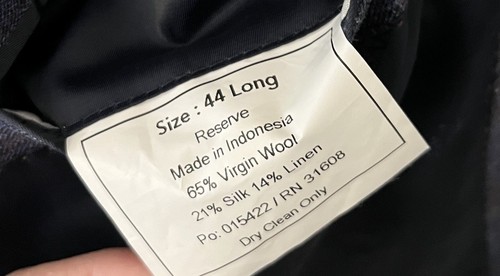 Size : 44 Long
Reserve
Made in Indonesia
65% Virgin Wool
21% Silk 14% Linen
Po: 015422 / RN 31608
Dry Clean Only